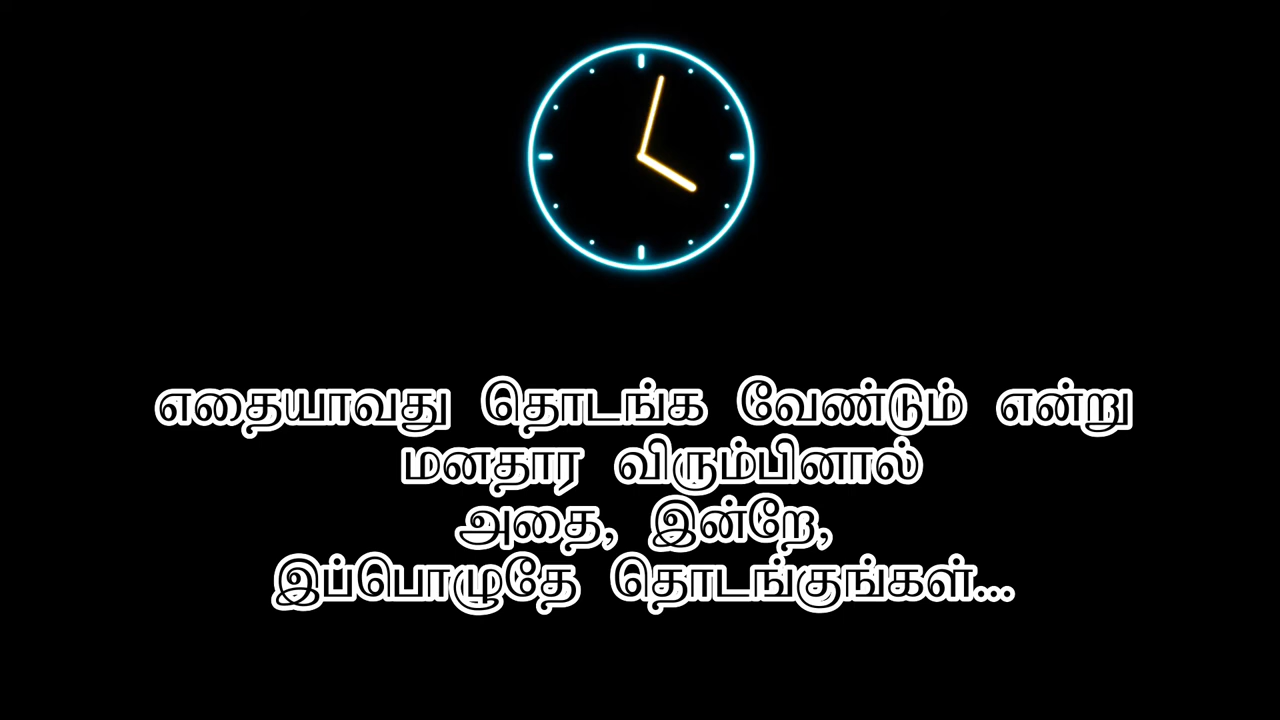 எதையாவது தொடங்க வேண்டும் என்று
மனதார விரும்பினால்
அதை, இன்றே,
இப்பொழுதே தொடங்குங்கள்...